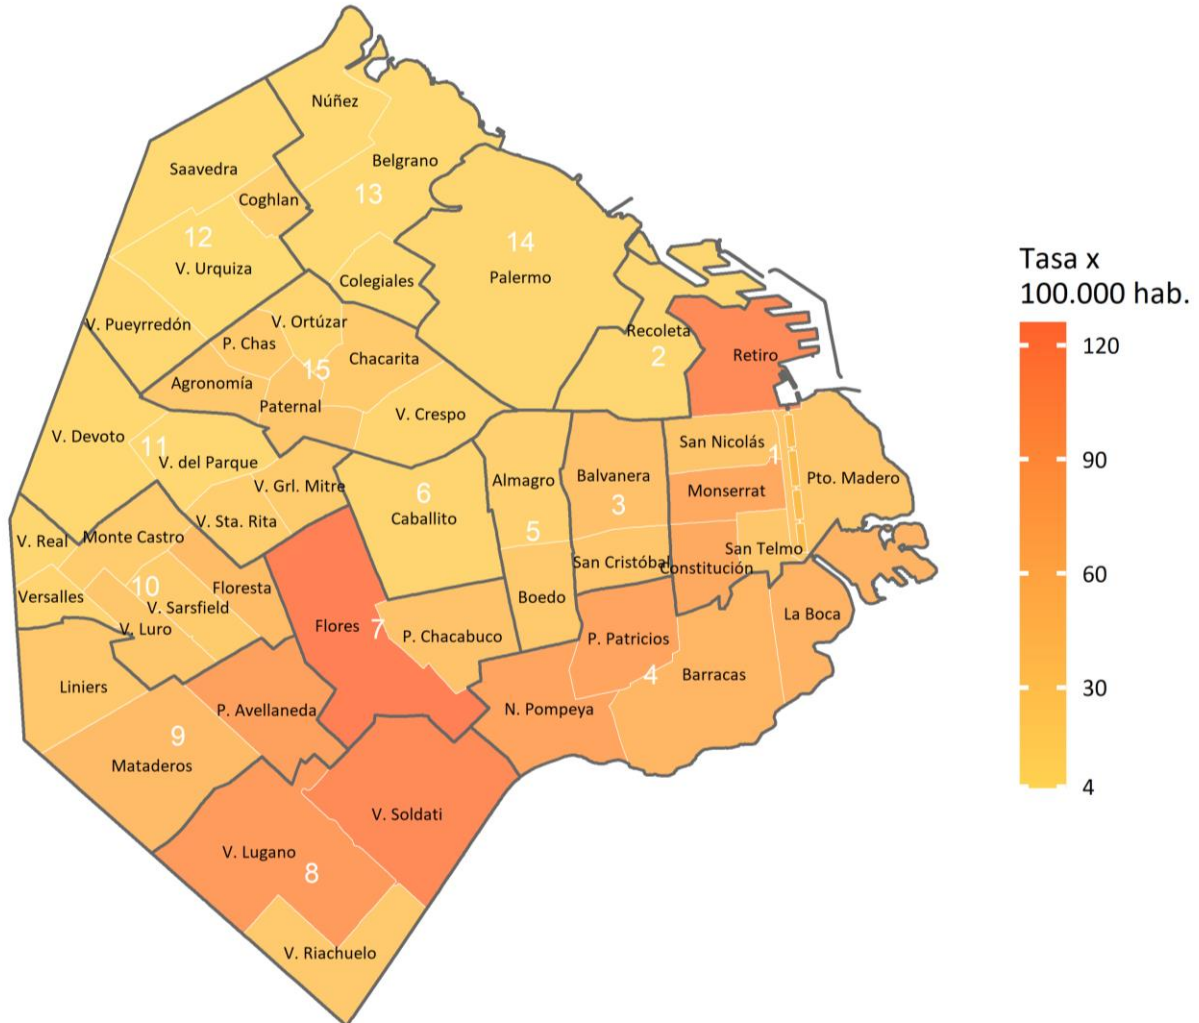 Núñez
Belgrano
Saavedra
Coghlan
13
12
V. Urquiza
14
Palermo
Colegiales
V. Pueyrredón
V. Ortúzar
P. Chas
Chacarita
15
Agronomía
Paternal
Recoleta
2
Retiro
V. Crespo
V. Devoto
11
V. del Parque
V. Grl. Mitre
V. Sta. Rita
6
Caballito
Almagro
5
Balvanera
3
San Nicolás
1
Monserrat
Pto. Madero
V. Real
Monte Castro
San Cristóbal
Constitución
San Telmo
Versalles
10
V. Sarsfield
V. Luro
Floresta
Boedo
La Boca
Flores
7
P. Chacabuco
P. Patricios
4
Barracas
Liniers
P. Avellaneda
N. Pompeya
9
Mataderos
V. Soldati
V. Lugano
8
V. Riachuelo
Tasa x
100.000 hab.
120
90
60
30
4